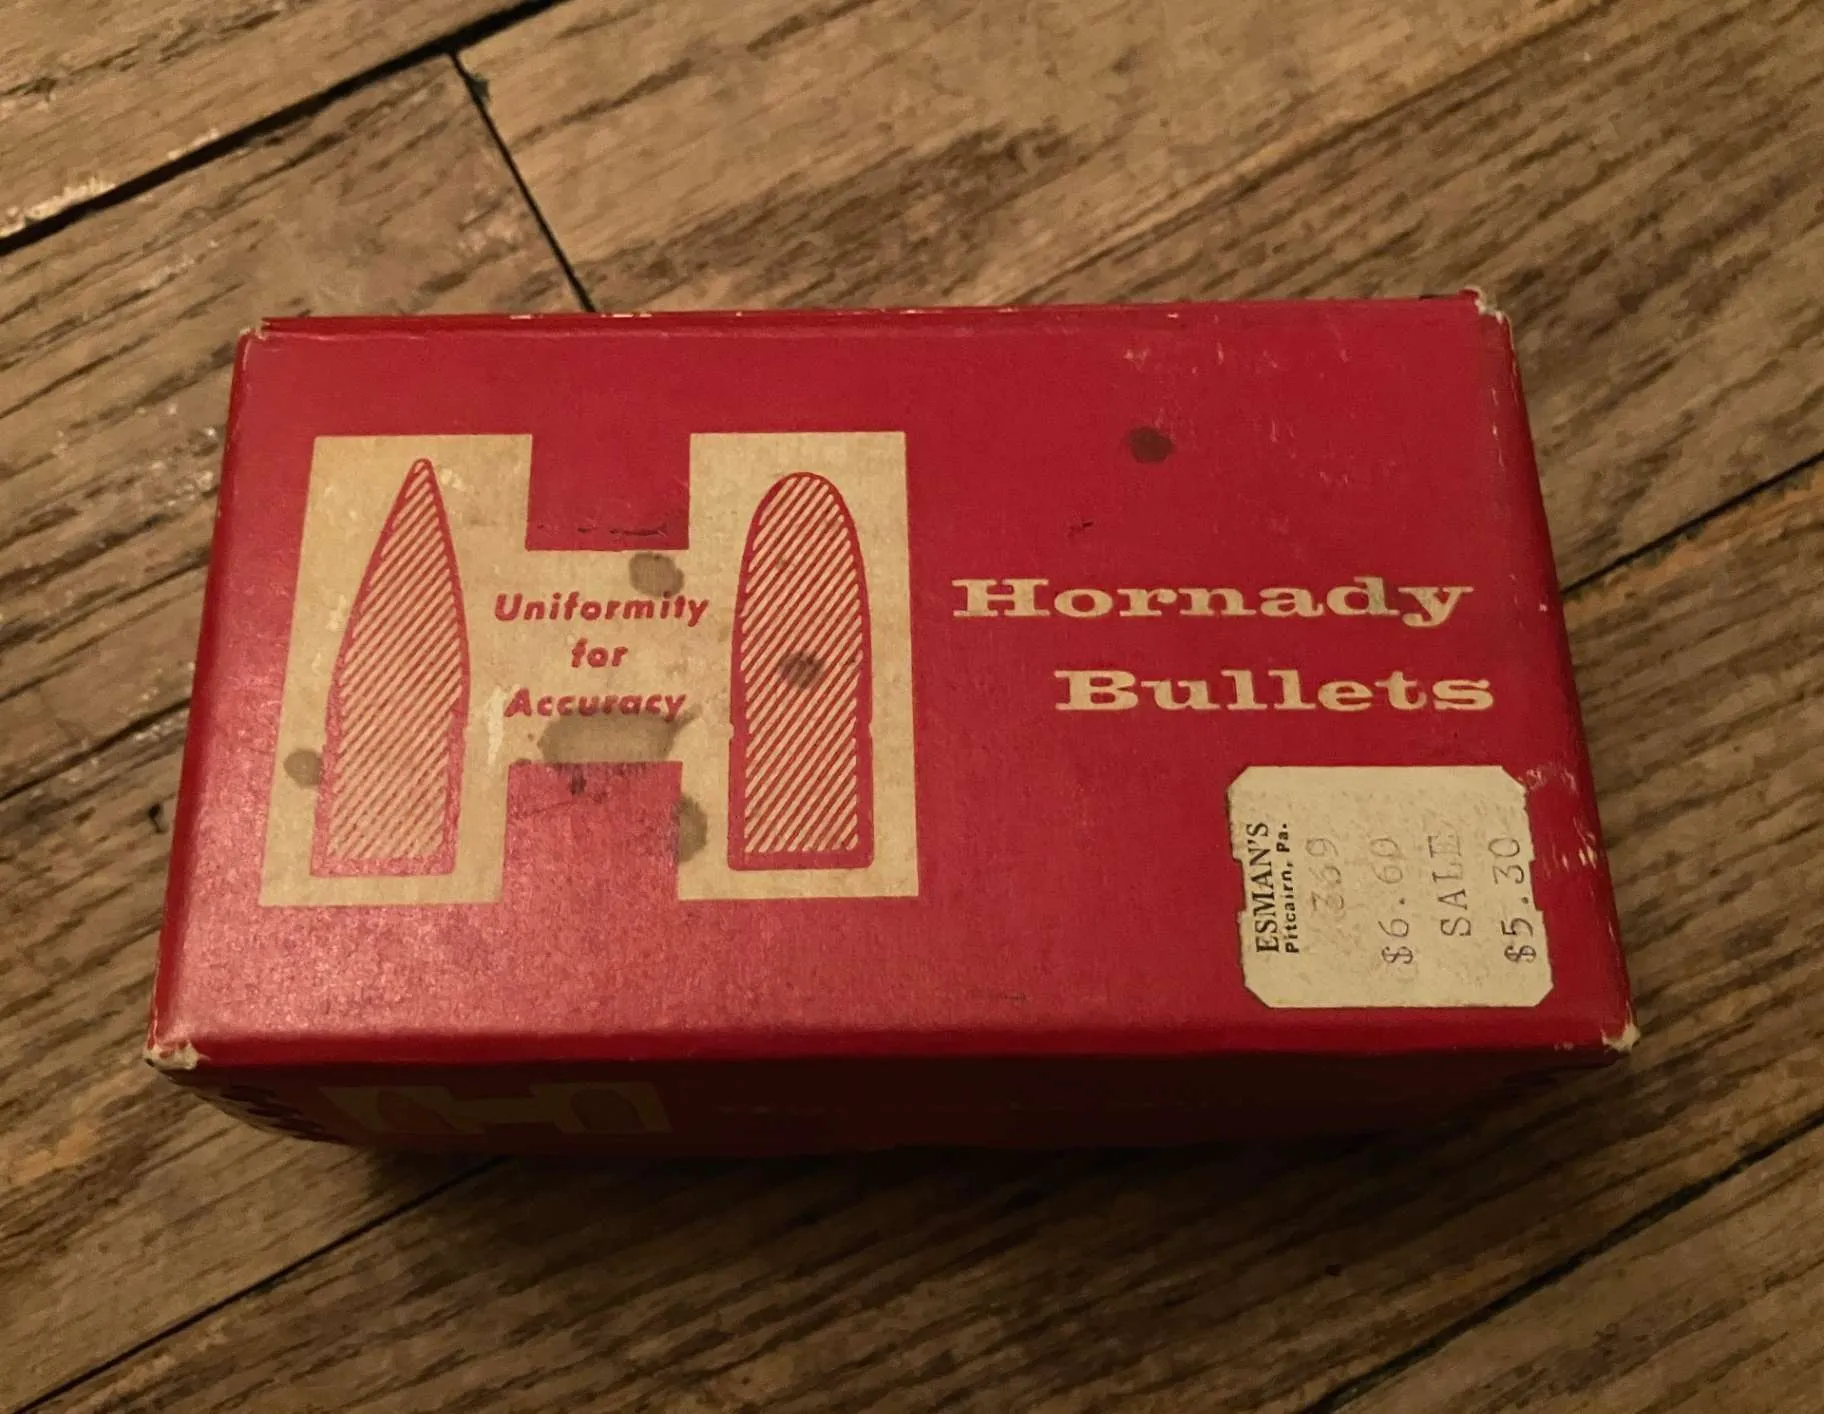 Uniformity
for
Accuracy
Hornady
Bullets
ESMAN'S
Pitcairn, Pa.
369
$6.60
SALE
$5.30